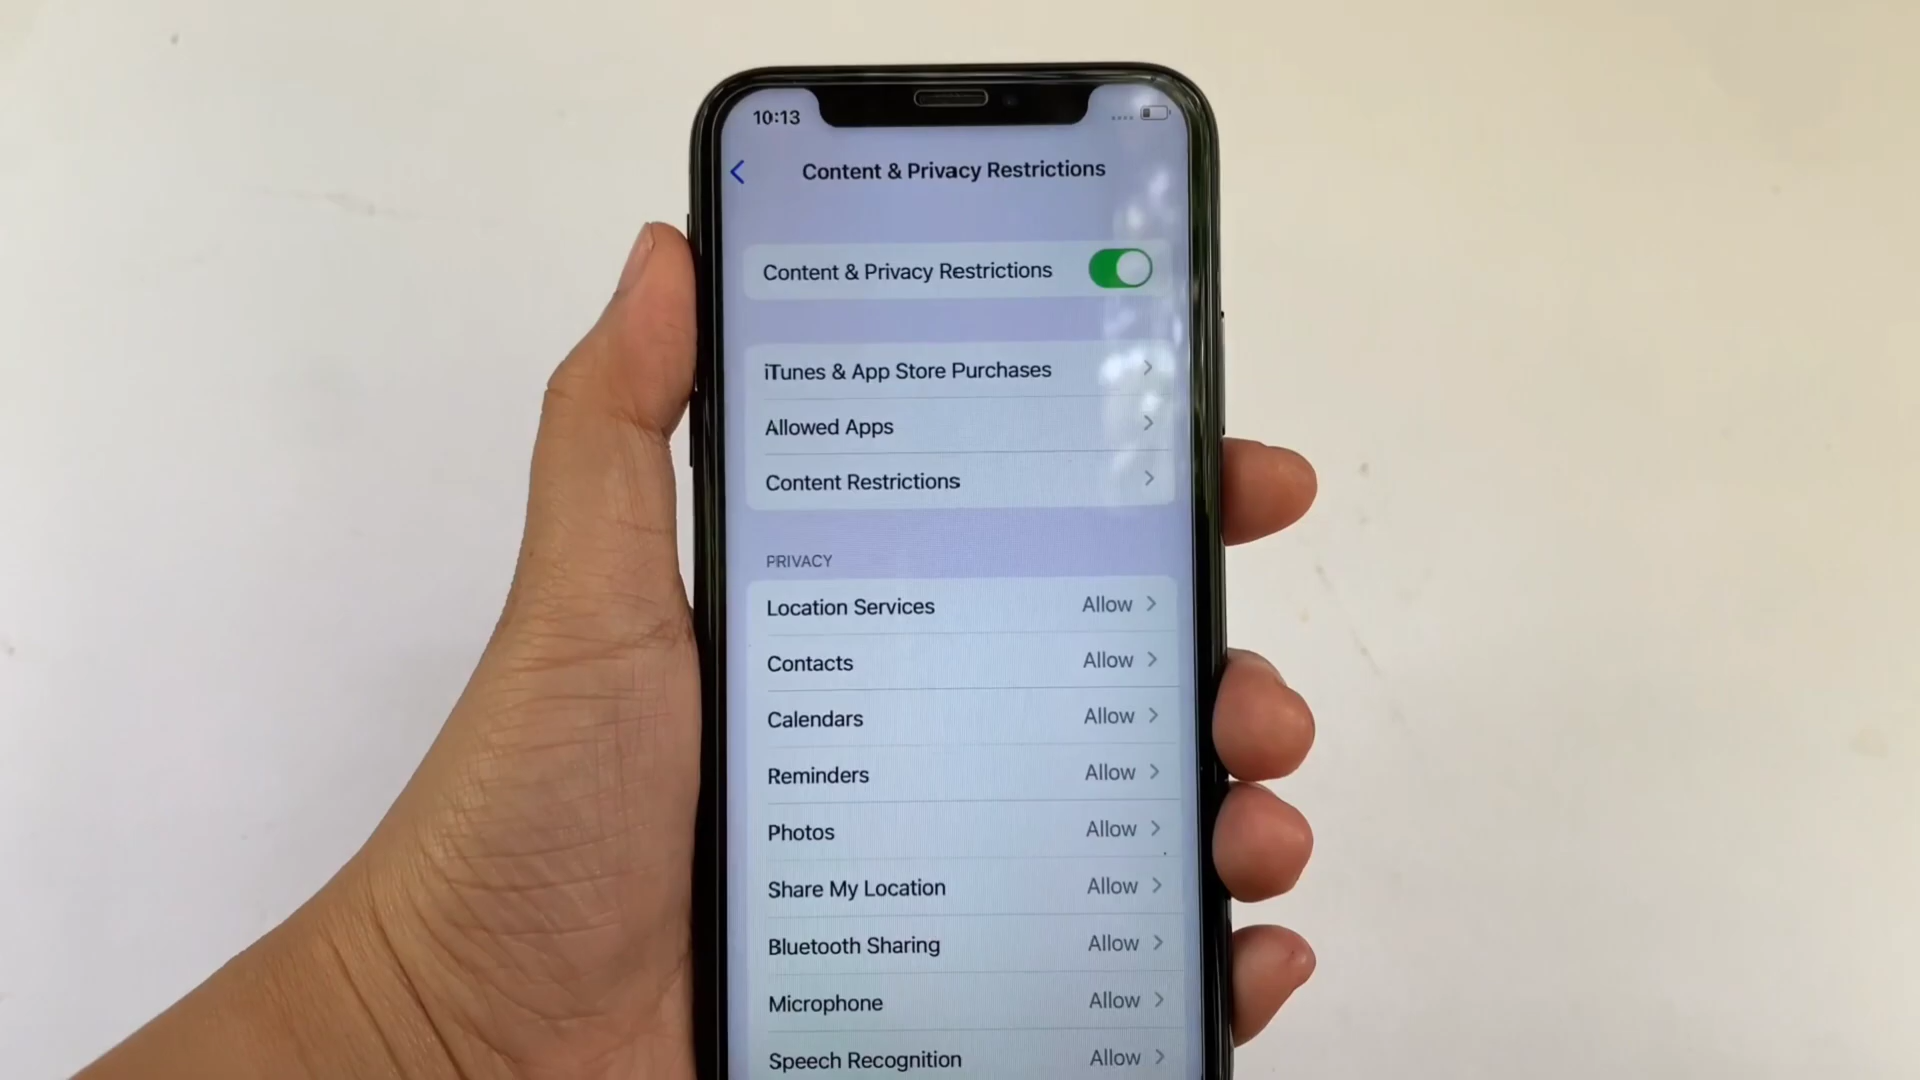 10:13
Content & Privacy Restrictions
Content & Privacy Restrictions
iTunes & App Store Purchases
Allowed Apps
Content Restrictions
PRIVACY
Location Services Allow
Contacts Allow
Calendars Allow
Reminders Allow
Photos Allow
Share My Location Allow
Bluetooth Sharing Allow
Microphone Allow
Speech Recognition Allow